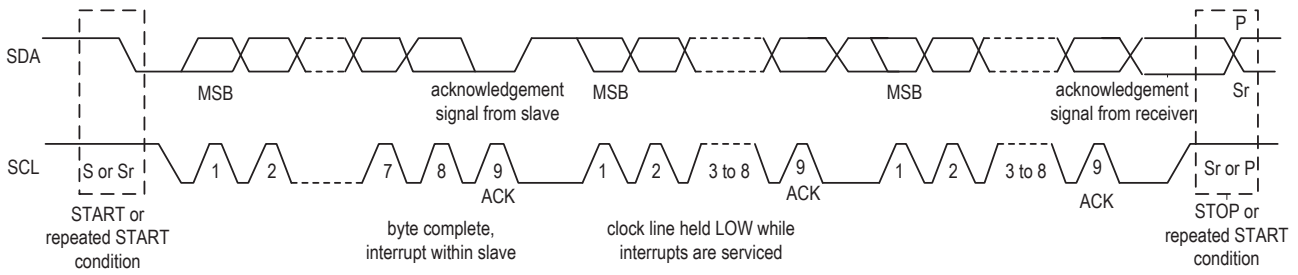 P
SDA
MSB
acknowledgement
signal from slave
MSB
MSB
acknowledgement
signal from receiver
Sr
SCL
S or Sr
1
2
7
8
9
ACK
1
2
3 to 8
9
ACK
1
2
3 to 8
9
ACK
Sr or P
START or
repeated START
condition
byte complete,
interrupt within slave
clock line held LOW while
interrupts are serviced
STOP or
repeated START
condition